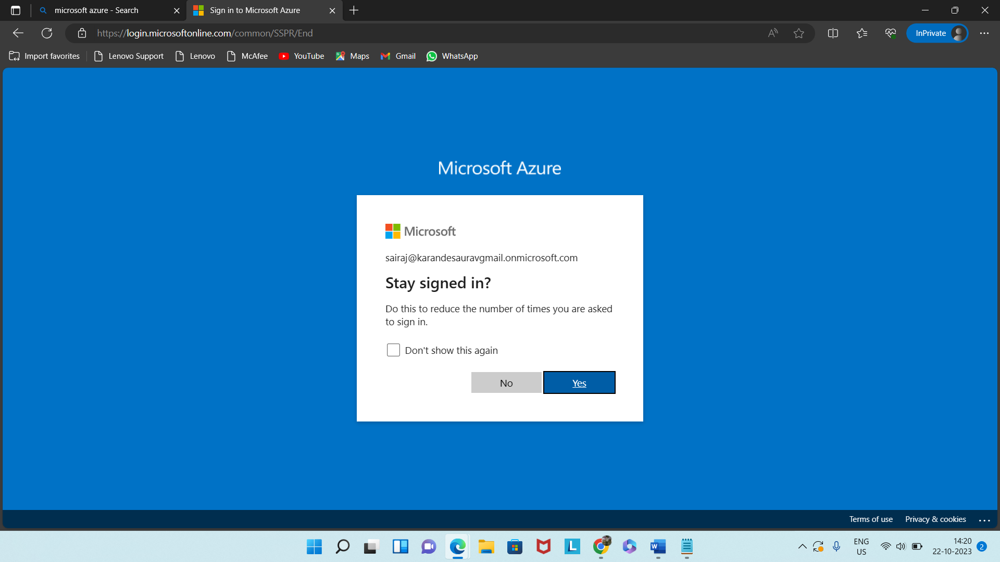 microsoft azure - Search
Sign in to Microsoft Azure
https://login.microsoftonline.com/common/SSPR/End
InPrivate
Import favorites
Lenovo Support
Lenovo
McAfee
YouTube
Maps
Gmail
WhatsApp
Microsoft Azure
Microsoft
sairaj@karandesauravgmail.onmicrosoft.com
Stay signed in?
Do this to reduce the number of times you are asked
to sign in.
Don't show this again
No
Yes
Terms of use
Privacy & cookies
...
ENG
US
14:20
22-10-2023
2